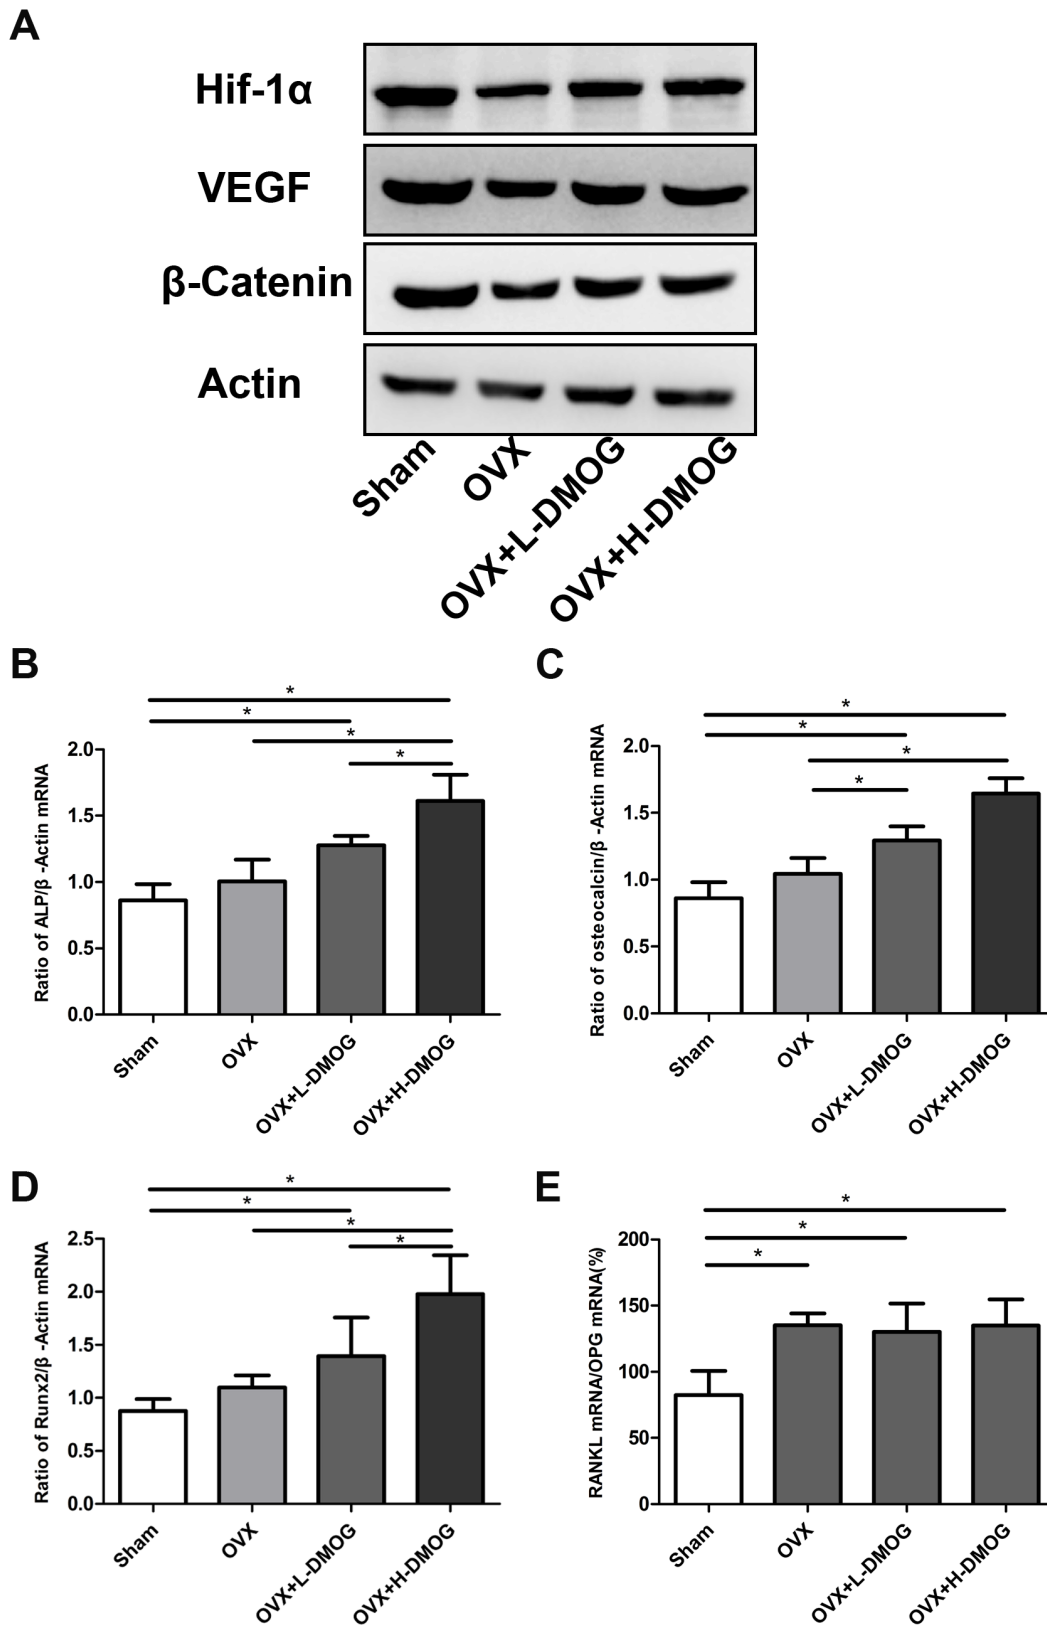 A
Hif-1α
VEGF
β-Catenin
Actin
Sham
OVX
OVX+L-DMOG
OVX+H-DMOG
B
*
*
*
*
Ratio of ALP/β -Actin mRNA
2.0
1.5
1.0
0.5
0.0
Sham
OVX
OVX+L-DMOG
OVX+H-DMOG
C
*
*
*
*
Ratio of osteocalcin/β -Actin mRNA
2.0
1.5
1.0
0.5
0.0
Sham
OVX
OVX+L-DMOG
OVX+H-DMOG
D
*
*
*
*
Ratio of Runx2/β -Actin mRNA
2.5
2.0
1.5
1.0
0.5
0.0
Sham
OVX
OVX+L-DMOG
OVX+H-DMOG
E
*
*
*
RANKL mRNA/OPG mRNA(%)
200
150
100
50
0
Sham
OVX
OVX+L-DMOG
OVX+H-DMOG